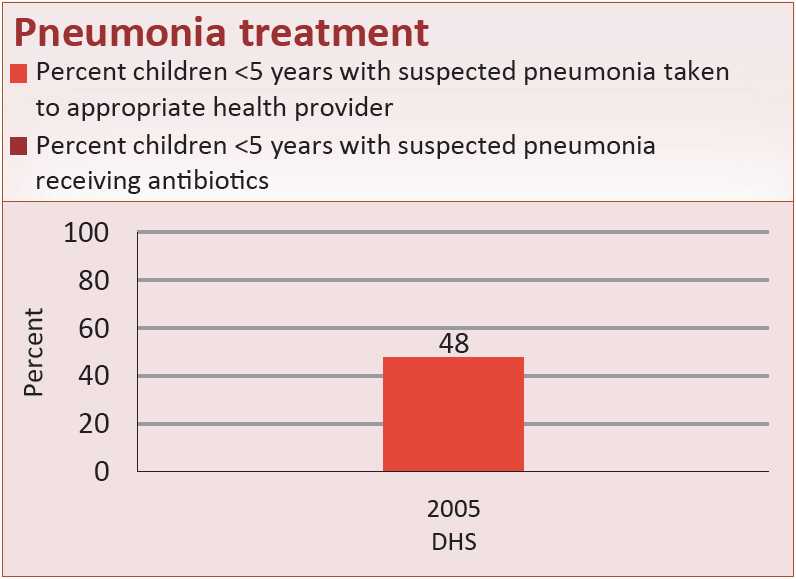 Pneumonia treatment
Percent children <5 years with suspected pneumonia taken
to appropriate health provider
Percent children <5 years with suspected pneumonia
receiving antibiotics
100
80
60
40
20
0
Percent
48
2005
DHS